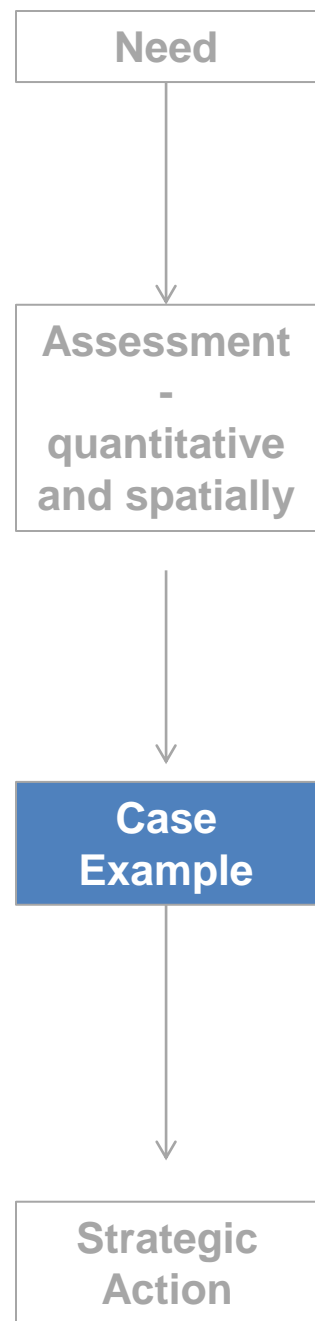 Need
Assessment
-
quantitative
and spatially
Case
Example
Strategic
Action